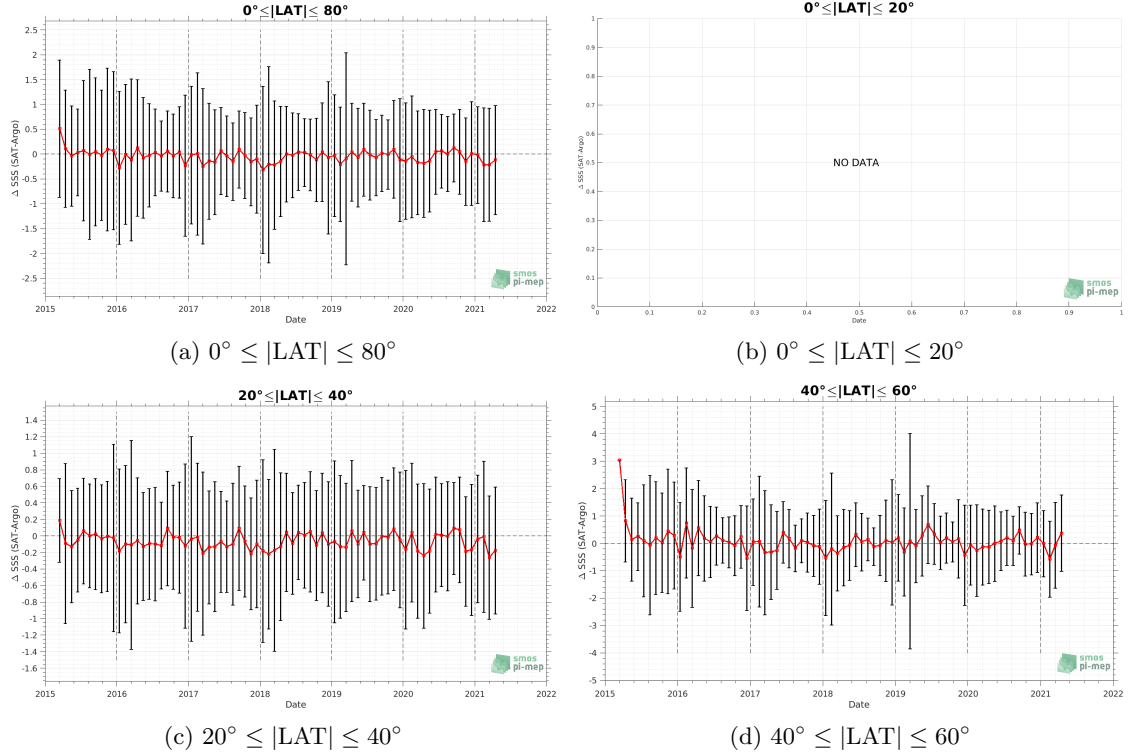 0°≤|LAT|≤ 80°
2.5
2
1.5
1
0.5
0
-0.5
-1
-1.5
-2
-2.5
Δ SSS (SAT-Argo)
2015 2016 2017 2018 2019 2020 2021 2022
Date
smos
pi-mep
(a) 0° ≤ |LAT| ≤ 80°
0°≤|LAT|≤ 20°
1
0.9
0.8
0.7
0.6
0.5
0.4
0.3
0.2
0.1
0
Δ SSS (SAT-Argo)
NO DATA
0 0.1 0.2 0.3 0.4 0.5 0.6 0.7 0.8 0.9 1
Date
smos
pi-mep
(b) 0° ≤ |LAT| ≤ 20°
20°≤|LAT|≤ 40°
1.4
1.2
1
0.8
0.6
0.4
0.2
0
-0.2
-0.4
-0.6
-0.8
-1
-1.2
-1.4
-1.6
Δ SSS (SAT-Argo)
2015 2016 2017 2018 2019 2020 2021 2022
Date
smos
pi-mep
(c) 20° ≤ |LAT| ≤ 40°
40°≤|LAT|≤ 60°
5
4
3
2
1
0
-1
-2
-3
-4
-5
Δ SSS (SAT-Argo)
2015 2016 2017 2018 2019 2020 2021 2022
Date
smos
pi-mep
(d) 40° ≤ |LAT| ≤ 60°